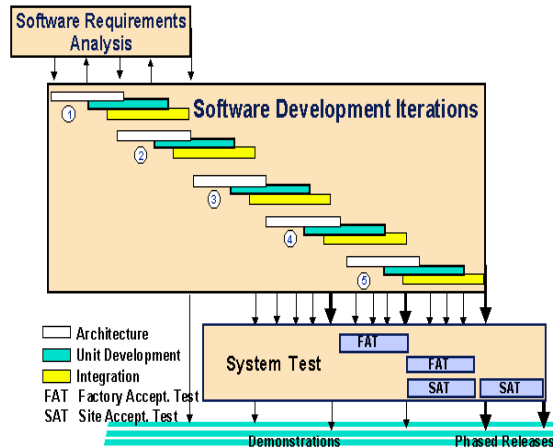 Software Requirements
Analysis
Software Development Iterations
1
2
3
4
5
Architecture
Unit Development
Integration
FAT Factory Accept. Test
SAT Site Accept. Test
System Test
FAT
FAT
SAT SAT
Demonstrations Phased Releases